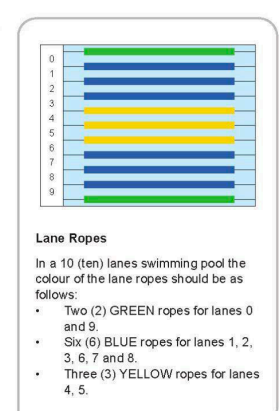 0
1
2
3
4
5
6
7
8
9
Lane Ropes
In a 10 (ten) lanes swimming pool the
colour of the lane ropes should be as
follows:
• Two (2) GREEN ropes for lanes 0
and 9.
• Six (6) BLUE ropes for lanes 1, 2,
3, 6, 7 and 8.
• Three (3) YELLOW ropes for lanes
4, 5.